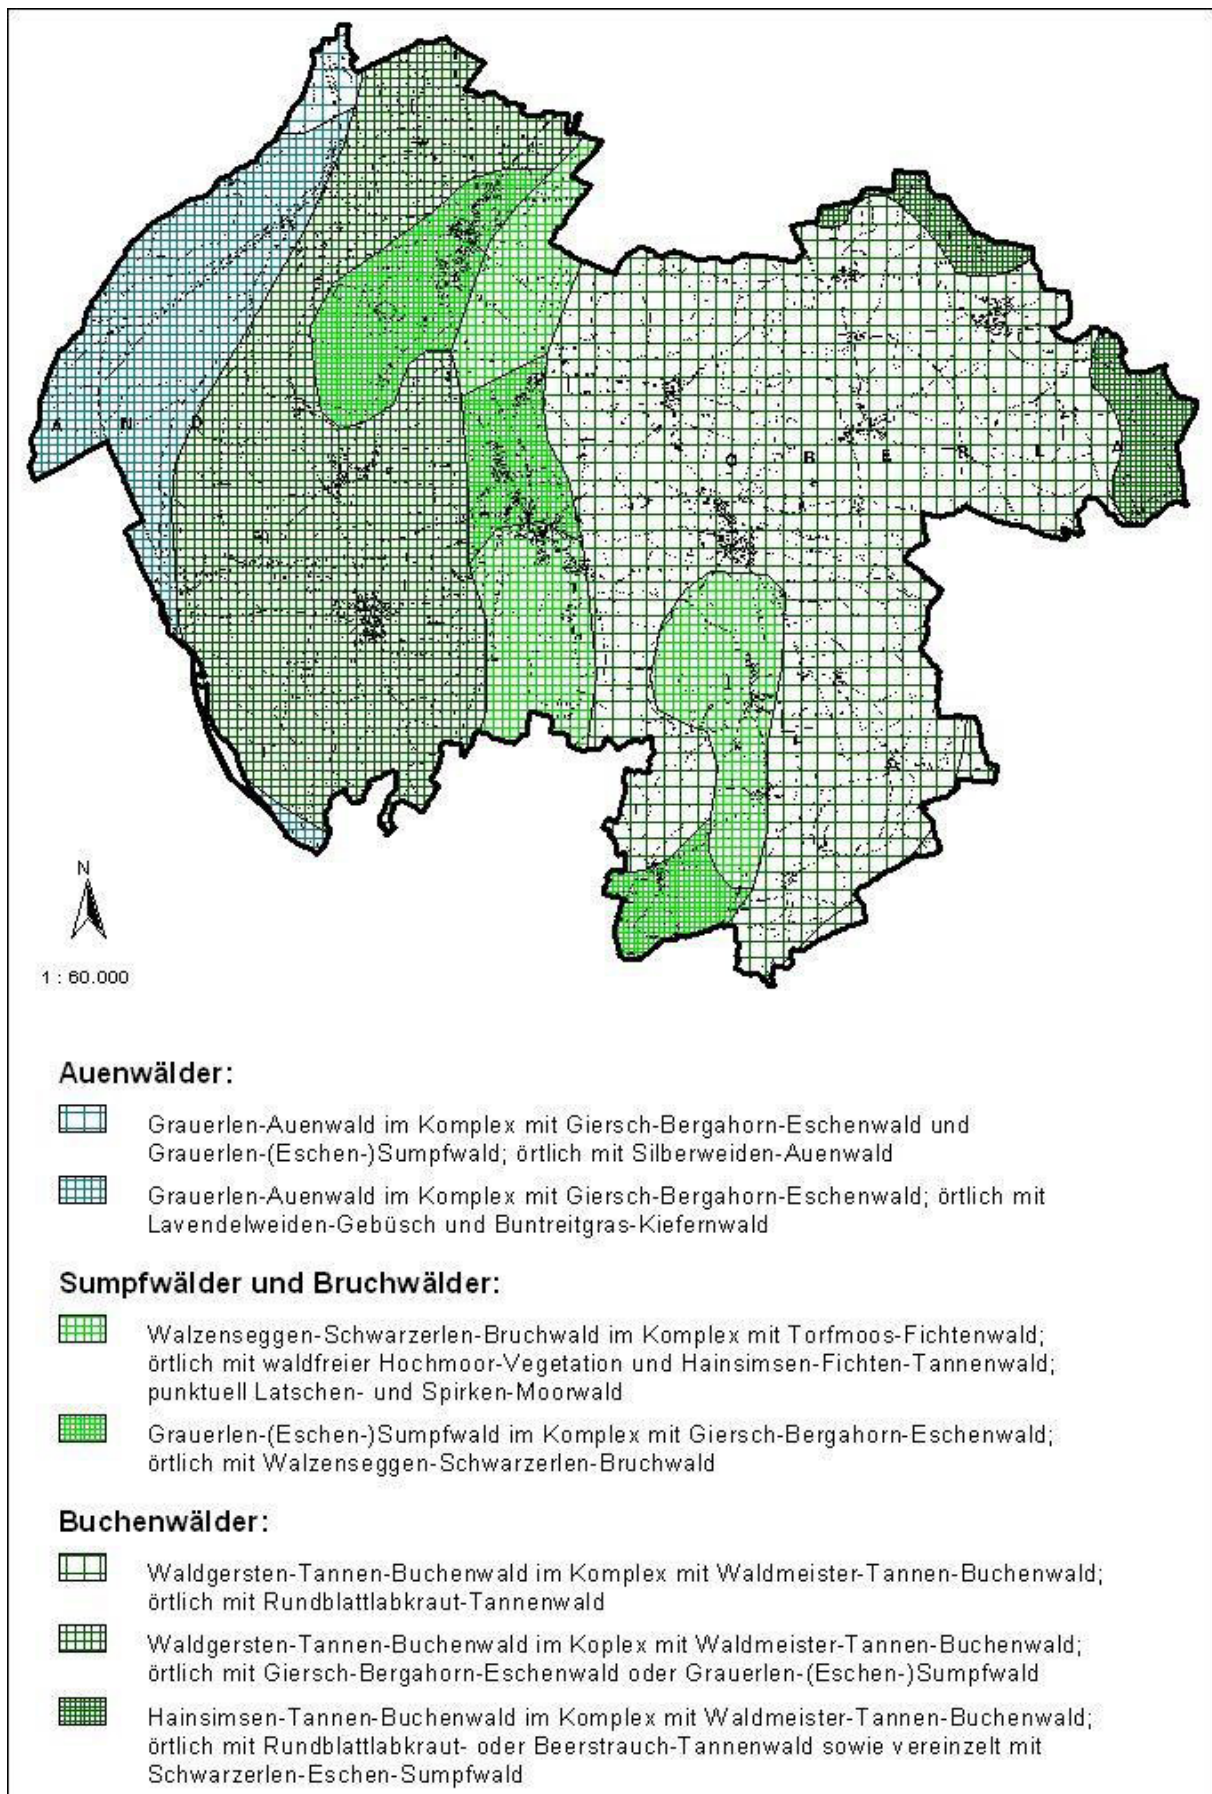 A N D
O B E R L A
N
1 : 60.000
Auenwälder:
Grauerlen-Auenwald im Komplex mit Giersch-Bergahorn-Eschenwald und
Grauerlen-(Eschen-)Sumpfwald; örtlich mit Silberweiden-Auenwald
Grauerlen-Auenwald im Komplex mit Giersch-Bergahorn-Eschenwald; örtlich mit
Lavendelweiden-Gebüsch und Buntreitgras-Kiefernwald
Sumpfwälder und Bruchwälder:
Walzenseggen-Schwarzerlen-Bruchwald im Komplex mit Torfmoos-Fichtenwald;
örtlich mit waldfreier Hochmoor-Vegetation und Hainsimsen-Fichten-Tannenwald;
punktuell Latschen- und Spirken-Moorwald
Grauerlen-(Eschen-)Sumpfwald im Komplex mit Giersch-Bergahorn-Eschenwald;
örtlich mit Walzenseggen-Schwarzerlen-Bruchwald
Buchenwälder:
Waldgersten-Tannen-Buchenwald im Komplex mit Waldmeister-Tannen-Buchenwald;
örtlich mit Rundblattlabkraut-Tannenwald
Waldgersten-Tannen-Buchenwald im Koplex mit Waldmeister-Tannen-Buchenwald;
örtlich mit Giersch-Bergahorn-Eschenwald oder Grauerlen-(Eschen-)Sumpfwald
Hainsimsen-Tannen-Buchenwald im Komplex mit Waldmeister-Tannen-Buchenwald;
örtlich mit Rundblattlabkraut- oder Beerstrauch-Tannenwald sowie vereinzelt mit
Schwarzerlen-Eschen-Sumpfwald